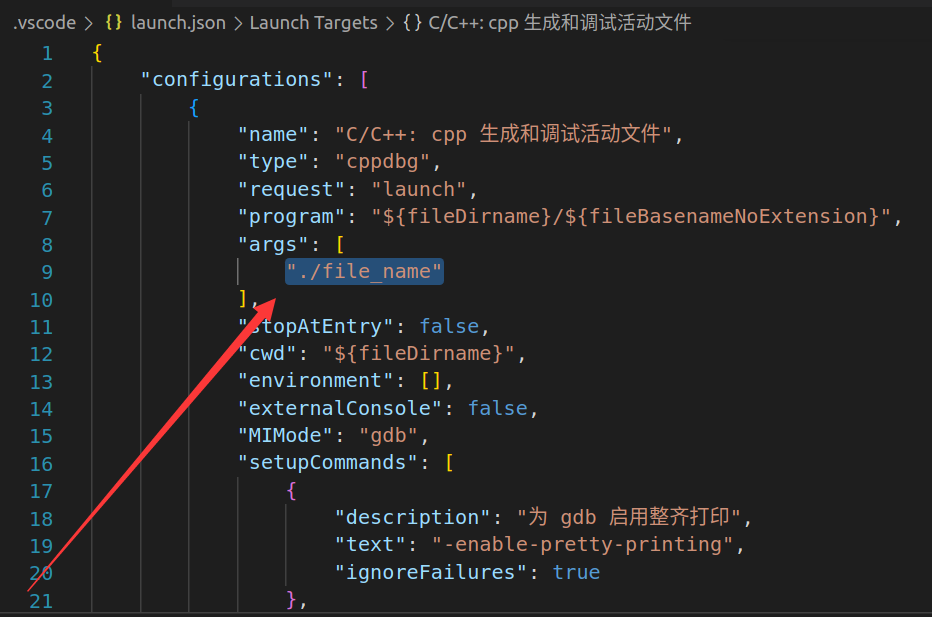 .vscode > {} launch.json > Launch Targets > {} C/C++: cpp 生成和调试活动文件
1 {
2 "configurations": [
3 {
4 "name": "C/C++: cpp 生成和调试活动文件",
5 "type": "cppdbg",
6 "request": "launch",
7 "program": "${fileDirname}/${fileBasenameNoExtension}",
8 "args": [
9 "./file_name"
10 ],
11 "stopAtEntry": false,
12 "cwd": "${fileDirname}",
13 "environment": [],
14 "externalConsole": false,
15 "MIMode": "gdb",
16 "setupCommands": [
17 {
18 "description": "为 gdb 启用整齐打印",
19 "text": "-enable-pretty-printing",
20 "ignoreFailures": true
21 },